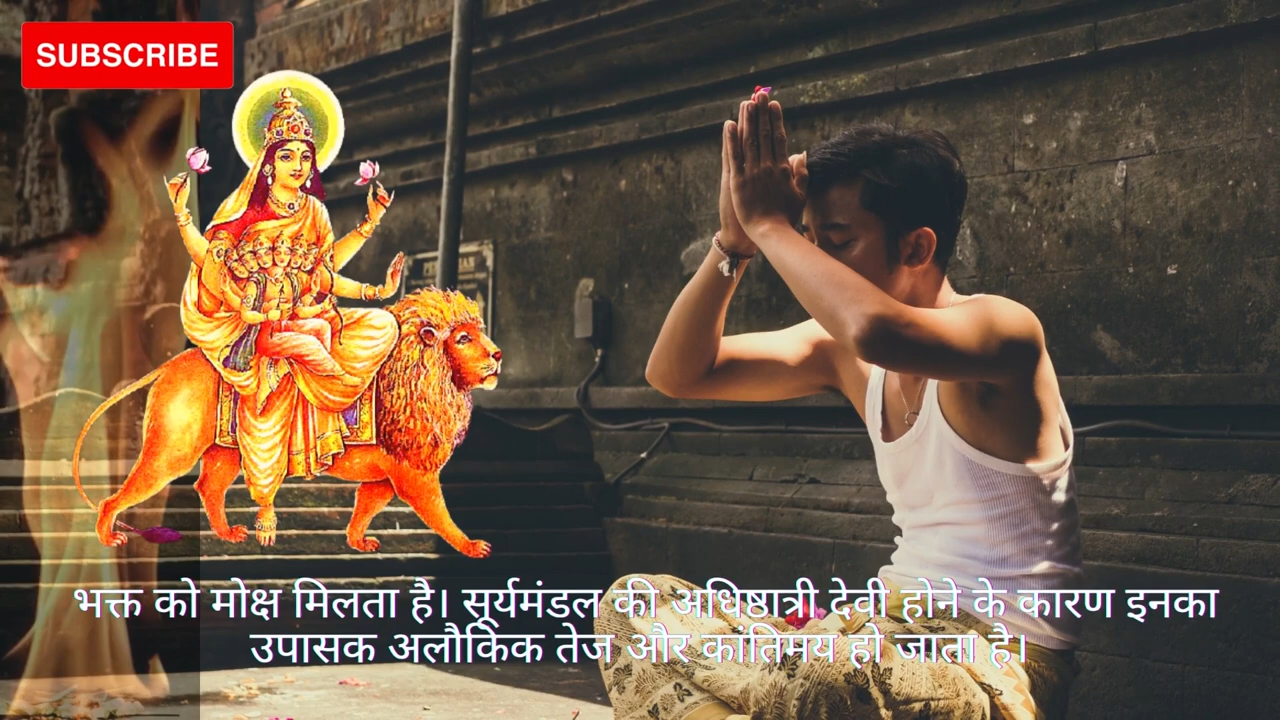 SUBSCRIBE
भक्त को मोक्ष मिलता है। सूर्यमंडल की अधिष्ठात्री देवी होने के कारण इनका
उपासक अलौकिक तेज और कांतिमय हो जाता है।